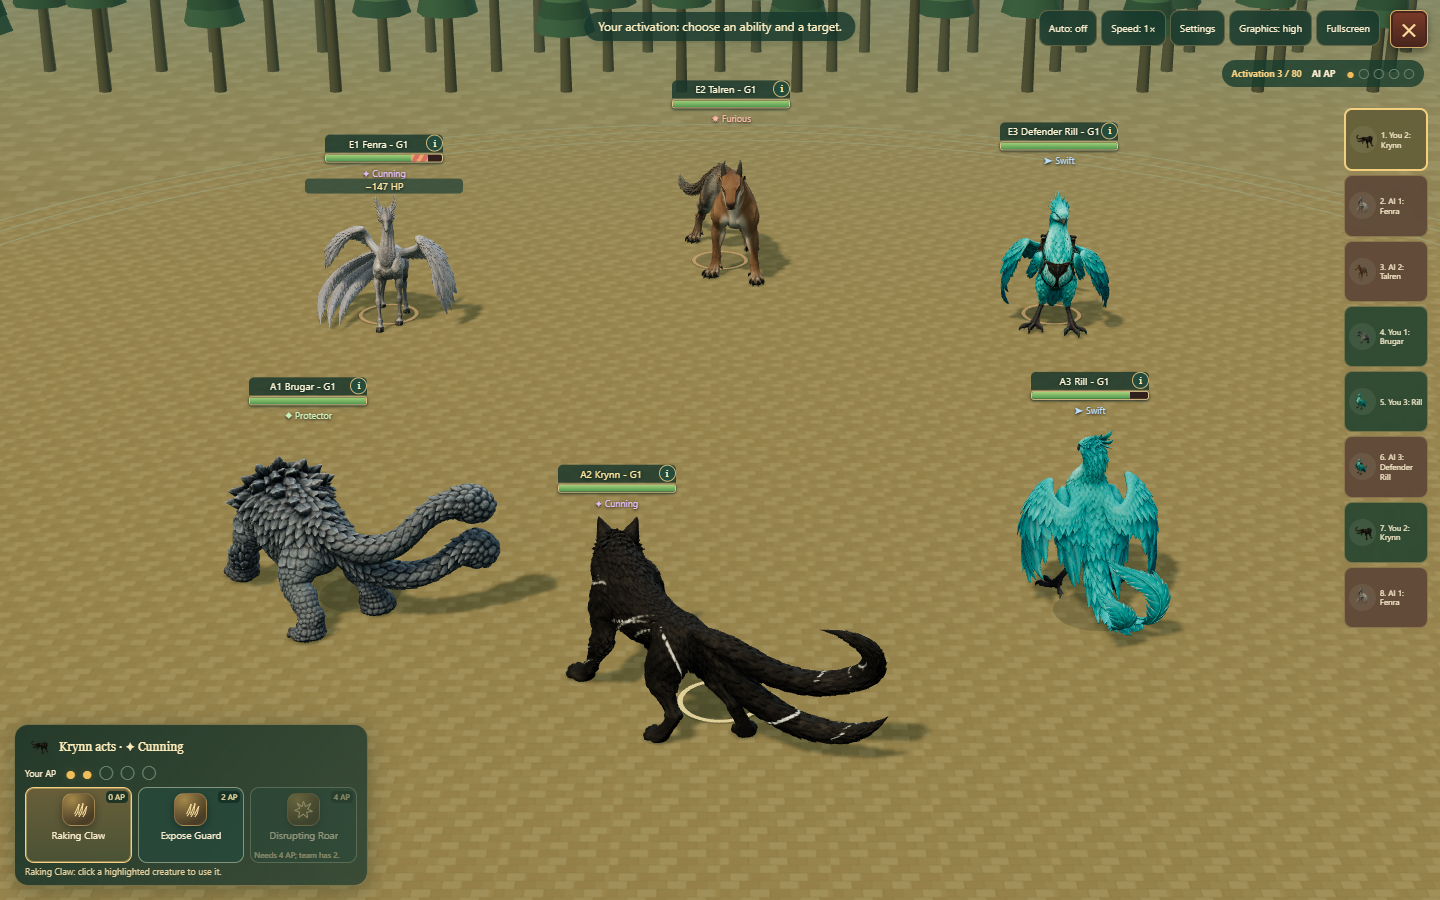 Your activation: choose an ability and a target.
Auto: off
Speed: 1×
Settings
Graphics: high
Fullscreen
Activation 3 / 80 AI AP
E2 Talren - G1
Furious
E1 Fenra - G1
Cunning
−147 HP
E3 Defender Rill - G1
Swift
A1 Brugar - G1
Protector
A2 Krynn - G1
Cunning
A3 Rill - G1
Swift
1. You 2:
Krynn
2. AI 1:
Fenra
3. AI 2:
Talren
4. You 1:
Brugar
5. You 3: Rill
6. AI 3:
Defender
Rill
7. You 2:
Krynn
8. AI 1:
Fenra
Krynn acts · ✦ Cunning
Your AP
0 AP
Raking Claw
2 AP
Expose Guard
4 AP
Disrupting Roar
Needs 4 AP; team has 2.
Raking Claw: click a highlighted creature to use it.